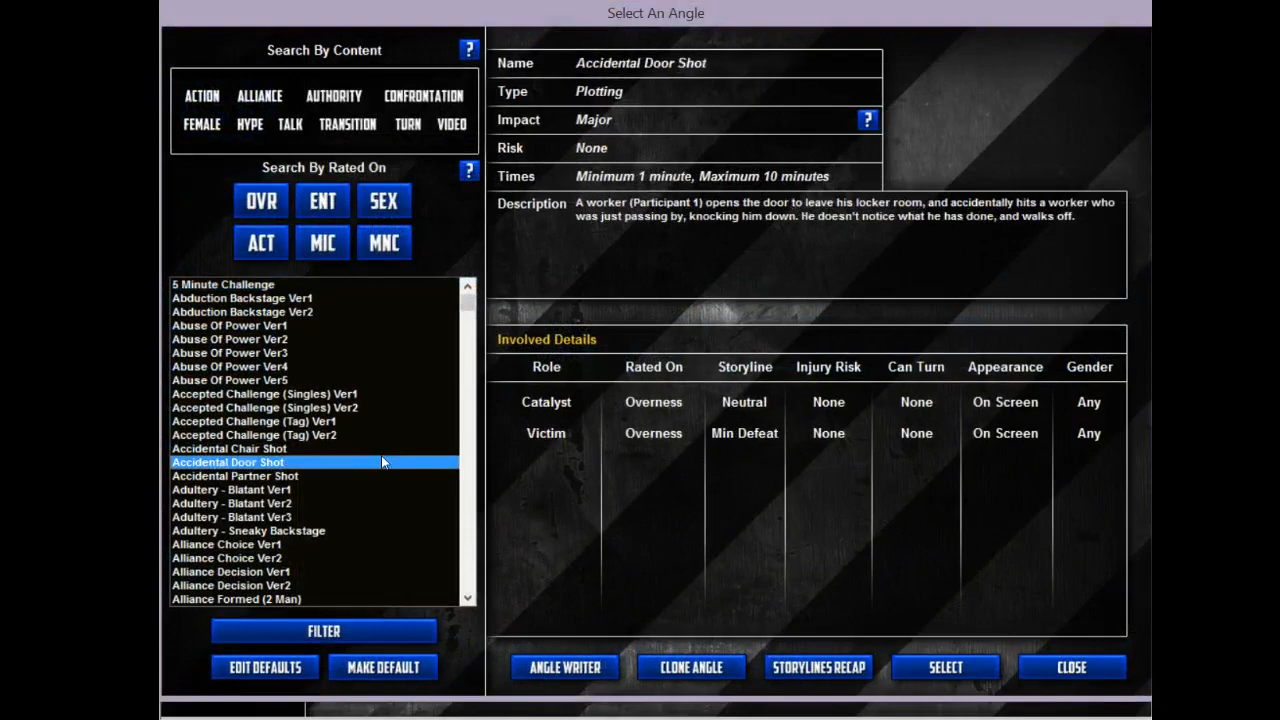 Select An Angle
Search By Content
?
ACTION ALLIANCE AUTHORITY CONFRONTATION
FEMALE HYPE TALK TRANSITION TURN VIDEO
Search By Rated On
?
OVR ENT SEX
ACT MIC MNC
5 Minute Challenge
Abduction Backstage Ver1
Abduction Backstage Ver2
Abuse Of Power Ver1
Abuse Of Power Ver2
Abuse Of Power Ver3
Abuse Of Power Ver4
Abuse Of Power Ver5
Accepted Challenge (Singles) Ver1
Accepted Challenge (Singles) Ver2
Accepted Challenge (Tag) Ver1
Accepted Challenge (Tag) Ver2
Accidental Chair Shot
Accidental Door Shot
Accidental Partner Shot
Adultery - Blatant Ver1
Adultery - Blatant Ver2
Adultery - Blatant Ver3
Adultery - Sneaky Backstage
Alliance Choice Ver1
Alliance Choice Ver2
Alliance Decision Ver1
Alliance Decision Ver2
Alliance Formed (2 Man)
FILTER
EDIT DEFAULTS MAKE DEFAULT
Name Accidental Door Shot
Type Plotting
Impact Major ?
Risk None
Times Minimum 1 minute, Maximum 10 minutes
Description A worker (Participant 1) opens the door to leave his locker room, and accidentally hits a worker who
was just passing by, knocking him down. He doesn't notice what he has done, and walks off.
Involved Details
Role Rated On Storyline Injury Risk Can Turn Appearance Gender
Catalyst Overness Neutral None None On Screen Any
Victim Overness Min Defeat None None On Screen Any
ANGLE WRITER CLONE ANGLE STORYLINES RECAP SELECT CLOSE